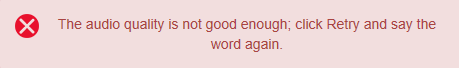 The audio quality is not good enough; click Retry and say the
word again.